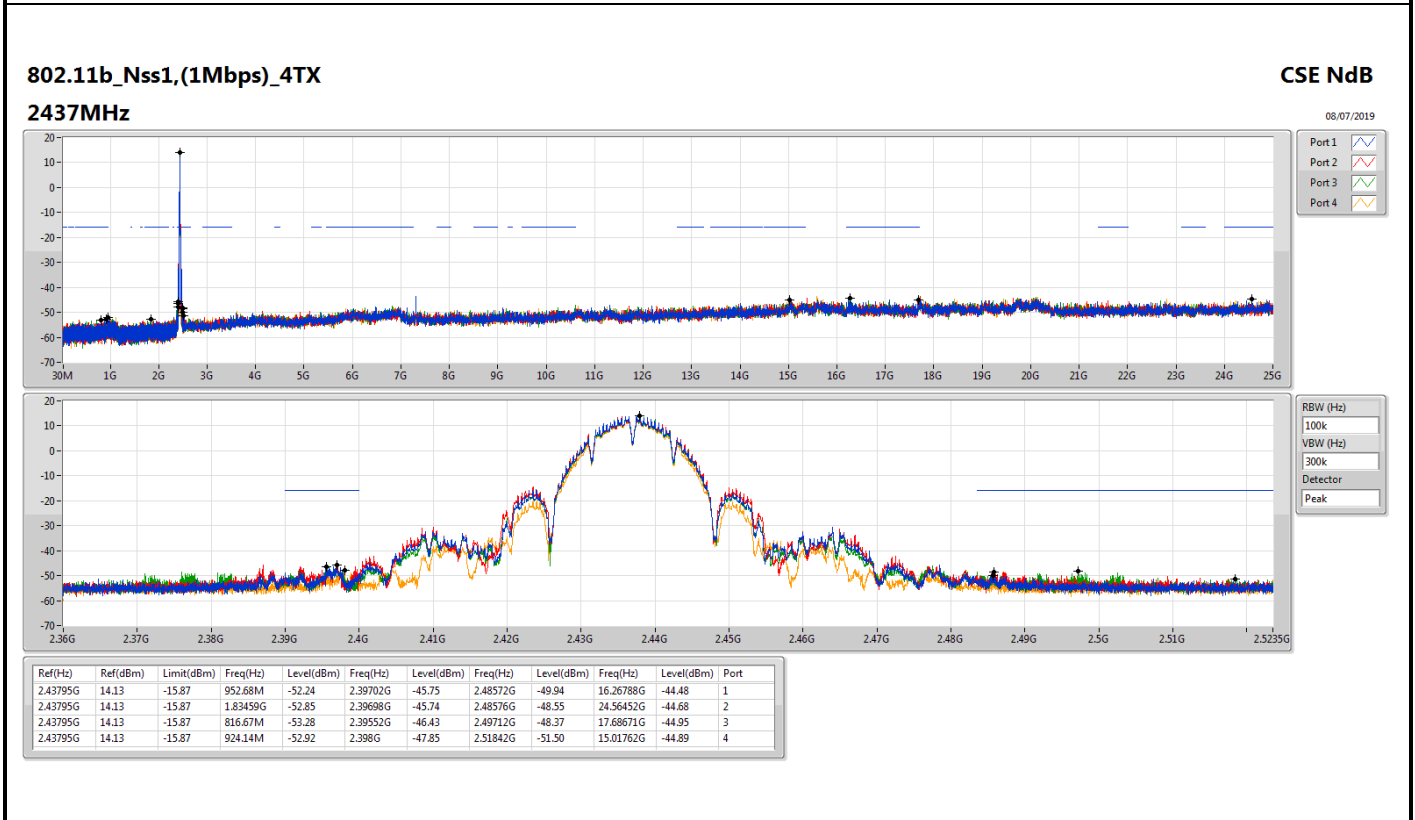 802.11b_Nss1,(1Mbps)_4TX CSE NdB
2437MHz 08/07/2019
20
10
0
-10
-20
-30
-40
-50
-60
-70
30M 1G 2G 3G 4G 5G 6G 7G 8G 9G 10G 11G 12G 13G 14G 15G 16G 17G 18G 19G 20G 21G 22G 23G 24G 25G
Port 1
Port 2
Port 3
Port 4
20
10
0
-10
-20
-30
-40
-50
-60
-70
2.36G 2.37G 2.38G 2.39G 2.4G 2.41G 2.42G 2.43G 2.44G 2.45G 2.46G 2.47G 2.48G 2.49G 2.5G 2.51G 2.5235G
RBW (Hz)
100k
VBW (Hz)
300k
Detector
Peak
Ref(Hz) Ref(dBm) Limit(dBm) Freq(Hz) Level(dBm) Freq(Hz) Level(dBm) Freq(Hz) Level(dBm) Freq(Hz) Level(dBm) Port
2.43795G 14.13 -15.87 952.68M -52.24 2.39702G -45.75 2.48572G -49.94 16.26788G -44.48 1
2.43795G 14.13 -15.87 1.83459G -52.85 2.39698G -45.74 2.48576G -48.55 24.56452G -44.68 2
2.43795G 14.13 -15.87 816.67M -53.28 2.39552G -46.43 2.49712G -48.37 17.68671G -44.95 3
2.43795G 14.13 -15.87 924.14M -52.92 2.398G -47.85 2.51842G -51.50 15.01762G -44.89 4